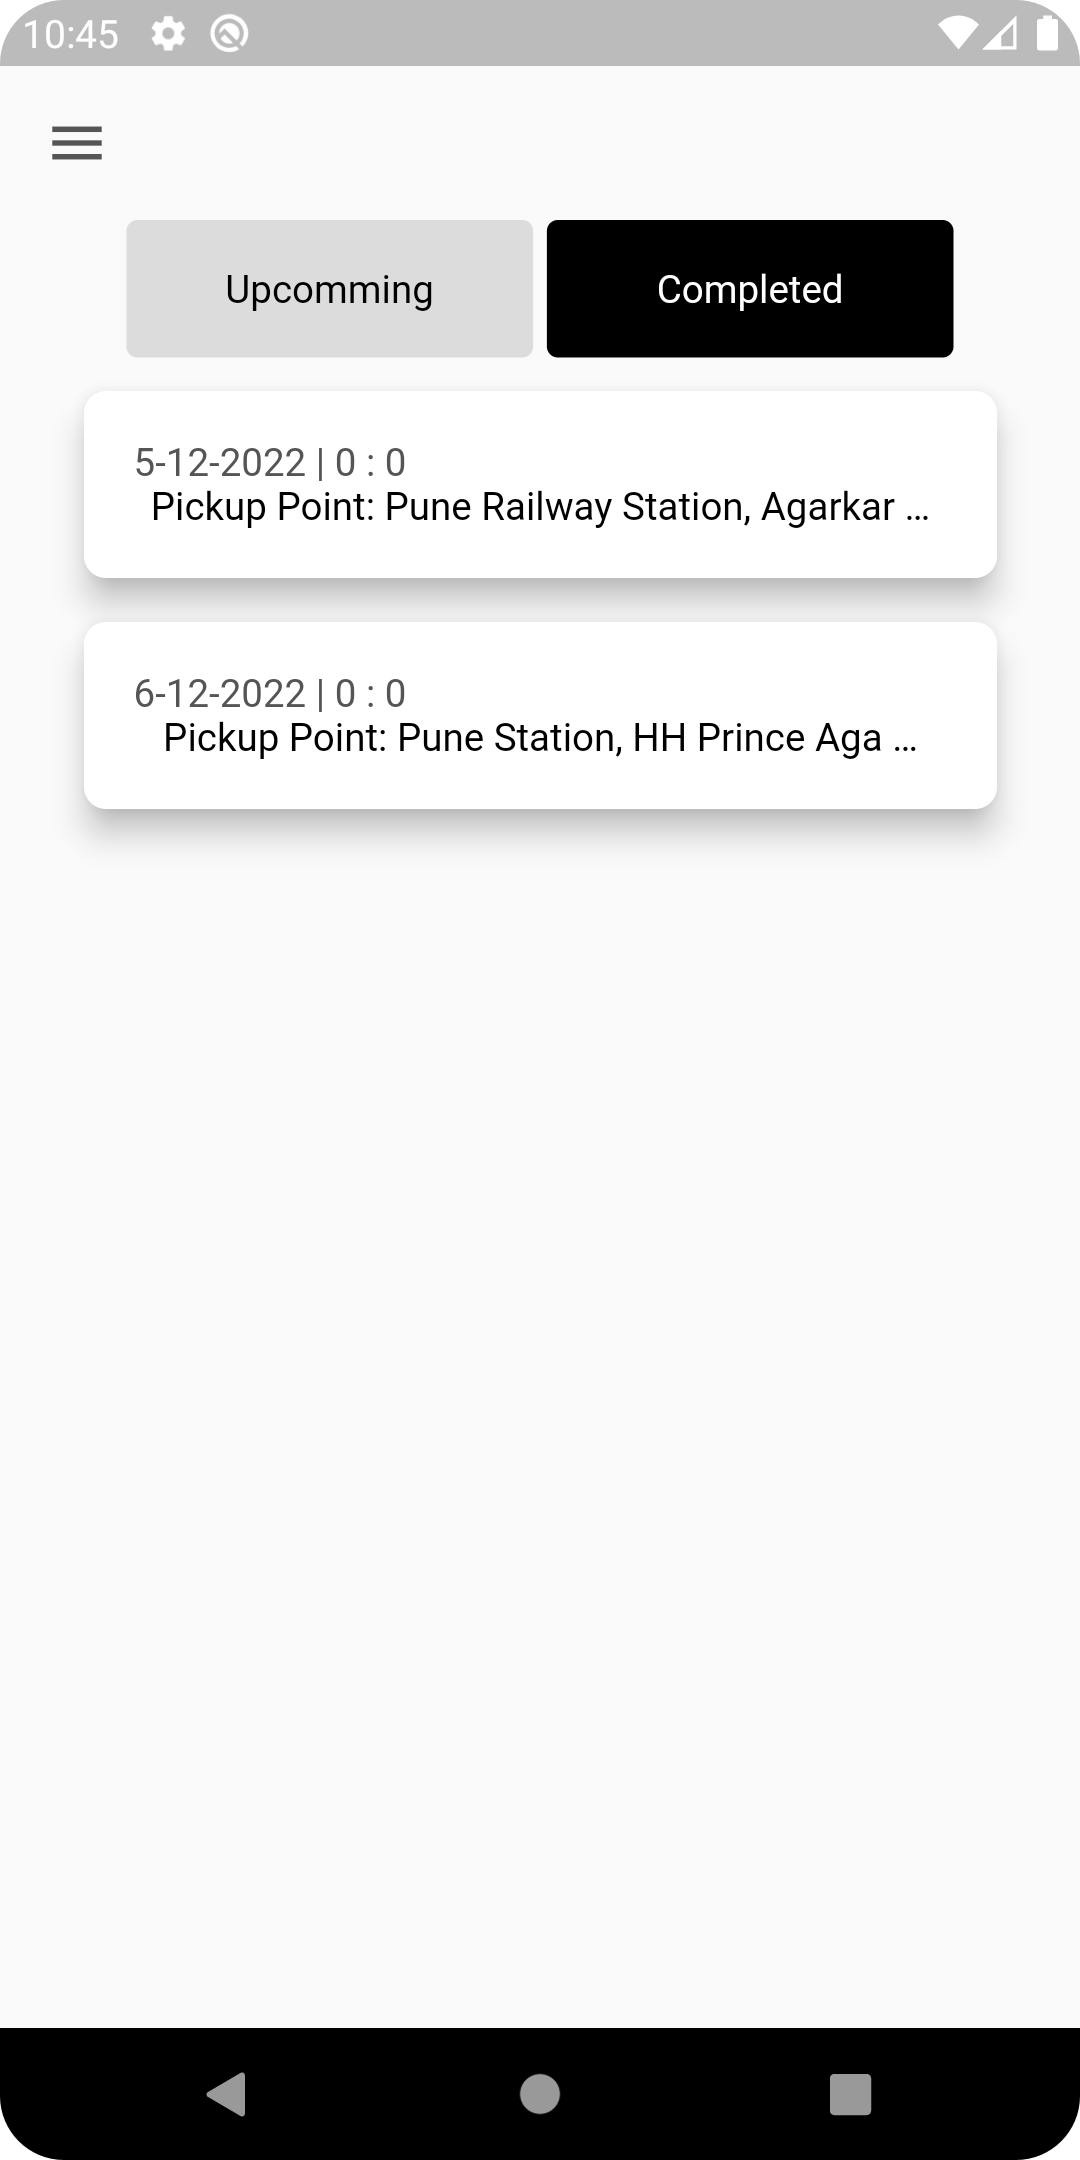 10:45
Upcomming
Completed
5-12-2022 | 0 : 0
Pickup Point: Pune Railway Station, Agarkar ...
6-12-2022 | 0 : 0
Pickup Point: Pune Station, HH Prince Aga ...